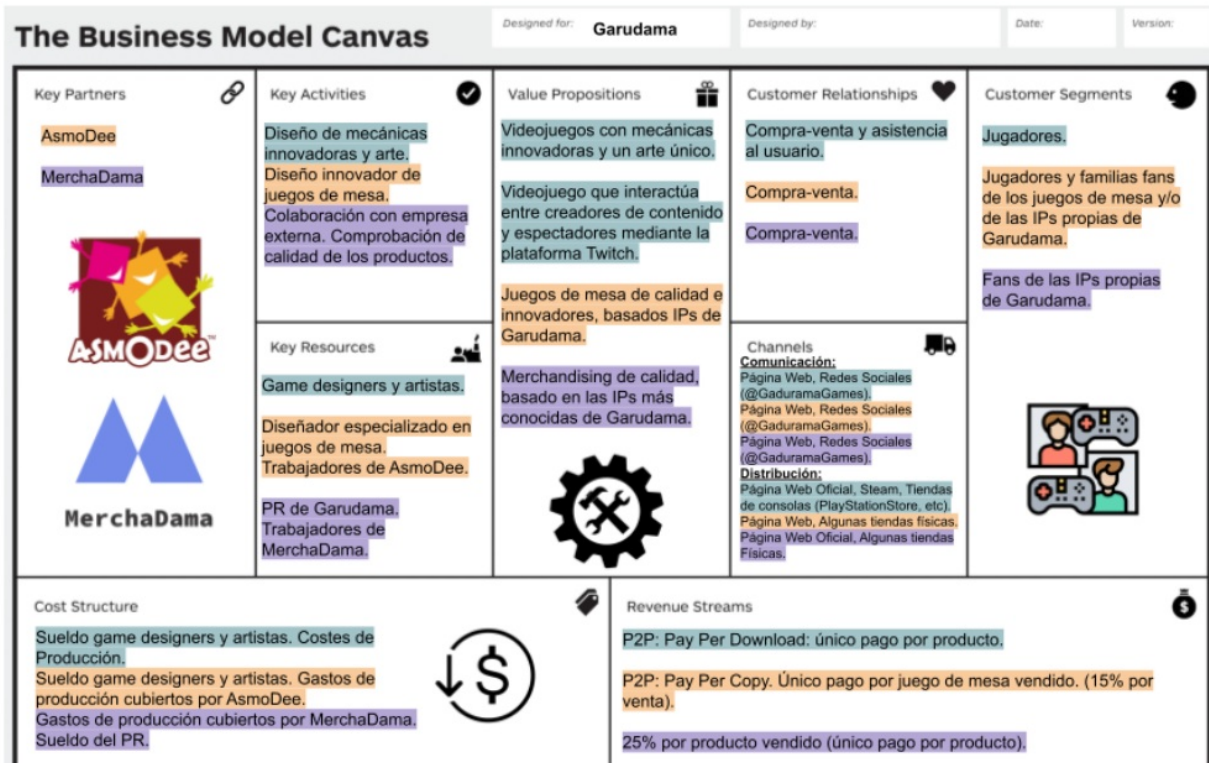 The Business Model Canvas
Designed for:
Garudama
Designed by:
Date:
Version:
Key Partners
AsmoDee
MerchaDama
ASMODee™
MerchaDama
Key Activities
Diseño de mecánicas
innovadoras y arte.
Diseño innovador de
juegos de mesa.
Colaboración con empresa
externa. Comprobación de
calidad de los productos.
Key Resources
Game designers y artistas.
Diseñador especializado en
juegos de mesa.
Trabajadores de AsmoDee.
PR de Garudama.
Trabajadores de
MerchaDama.
Value Propositions
Videojuegos con mecánicas
innovadoras y un arte único.
Videojuego que interactúa
entre creadores de contenido
y espectadores mediante la
plataforma Twitch.
Juegos de mesa de calidad e
innovadores, basados IPs de
Garudama.
Merchandising de calidad,
basado en las IPs más
conocidas de Garudama.
Customer Relationships
Compra-venta y asistencia
al usuario.
Compra-venta.
Compra-venta.
Channels
Comunicación:
Página Web, Redes Sociales
(@GaduramaGames).
Página Web, Redes Sociales
(@GaduramaGames).
Página Web, Redes Sociales
(@GaduramaGames).
Distribución:
Página Web Oficial, Steam, Tiendas
de consolas (PlayStationStore, etc).
Página Web, Algunas tiendas físicas.
Página Web Oficial, Algunas tiendas
Físicas.
Customer Segments
Jugadores.
Jugadores y familias fans
de los juegos de mesa y/o
de las IPs propias de
Garudama.
Fans de las IPs propias
de Garudama.
Cost Structure
Sueldo game designers y artistas. Costes de
Producción.
Sueldo game designers y artistas. Gastos de
producción cubiertos por AsmoDee.
Gastos de producción cubiertos por MerchaDama.
Sueldo del PR.
$
Revenue Streams
$
P2P: Pay Per Download: único pago por producto.
P2P: Pay Per Copy. Único pago por juego de mesa vendido. (15% por
venta).
25% por producto vendido (único pago por producto).